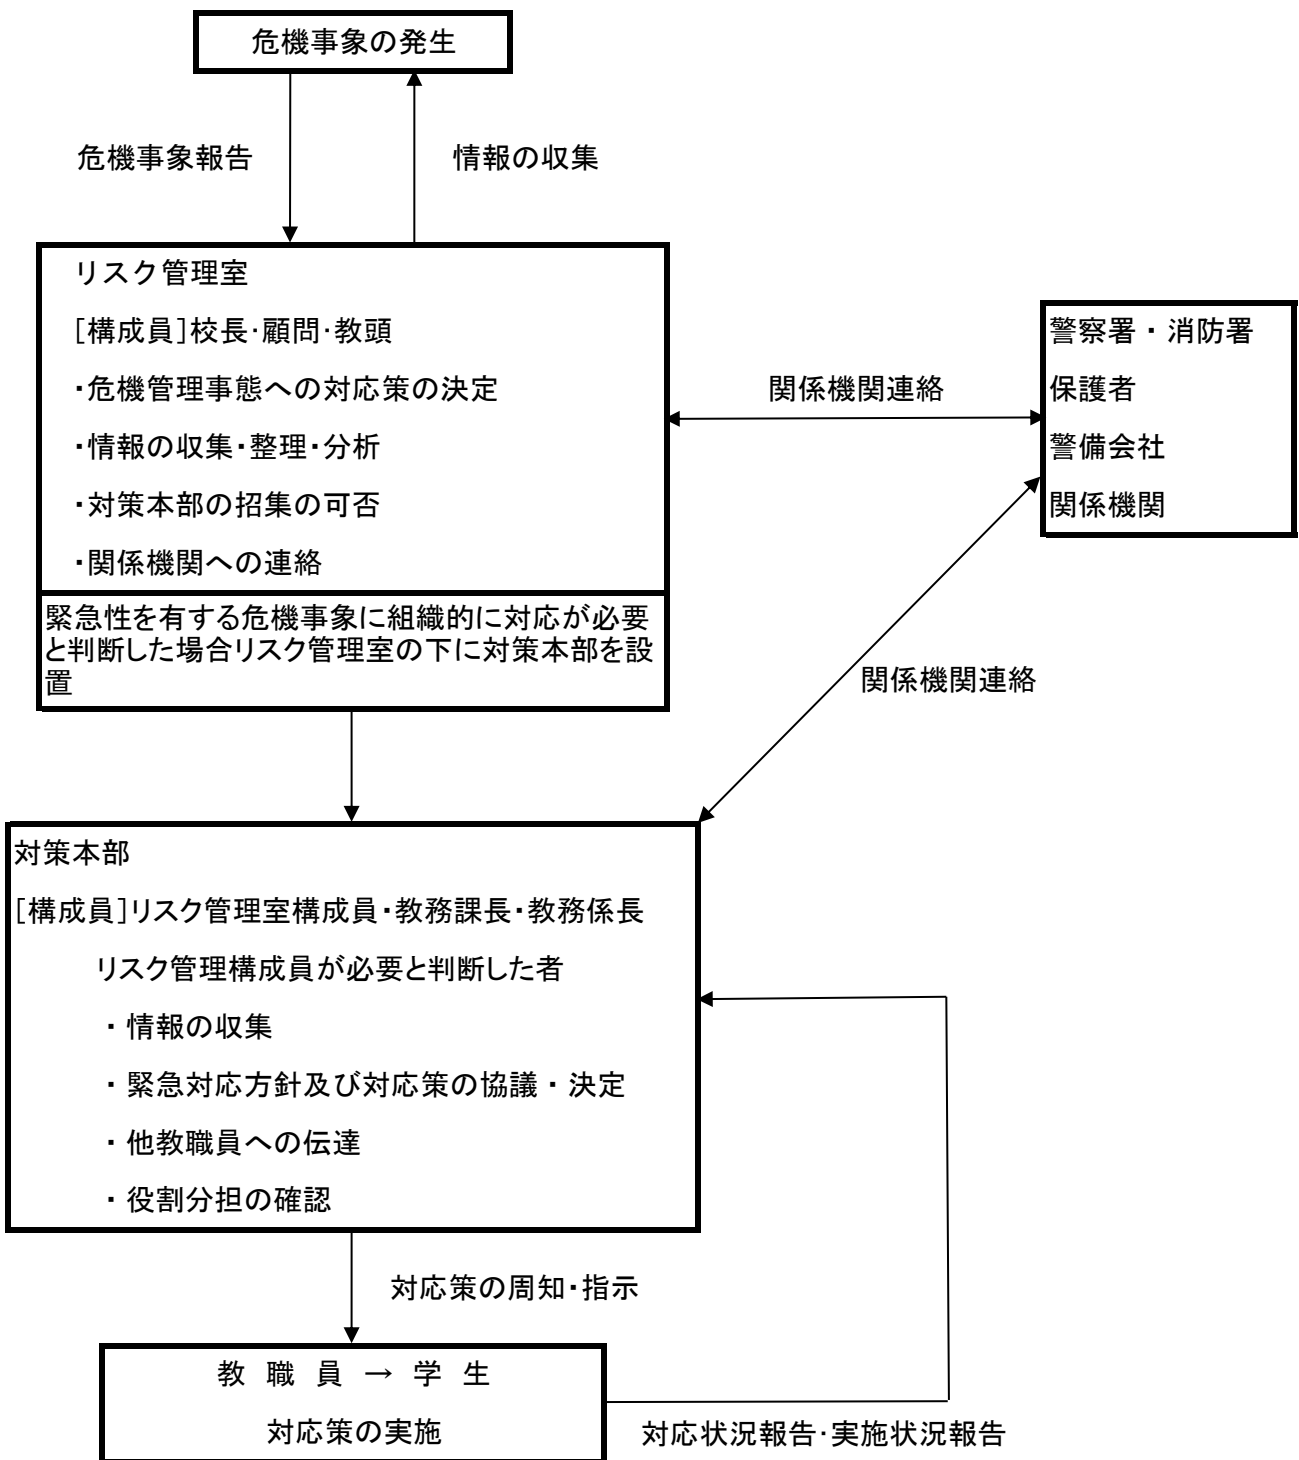 危機事象の発生
危機事象報告
情報の収集
リスク管理室
[構成員]校長・顧問・教頭
・危機管理事態への対応策の決定
・情報の収集・整理・分析
・対策本部の招集の可否
・関係機関への連絡
緊急性を有する危機事象に組織的に対応が必要
と判断した場合リスク管理室の下に対策本部を設
置
関係機関連絡
警察署・消防署
保護者
警備会社
関係機関
関係機関連絡
対策本部
[構成員]リスク管理室構成員・教務課長・教務係長
リスク管理構成員が必要と判断した者
・情報の収集
・緊急対応方針及び対応策の協議・決定
・他教職員への伝達
・役割分担の確認
対応策の周知・指示
教 職 員 → 学 生
対応策の実施
対応状況報告・実施状況報告